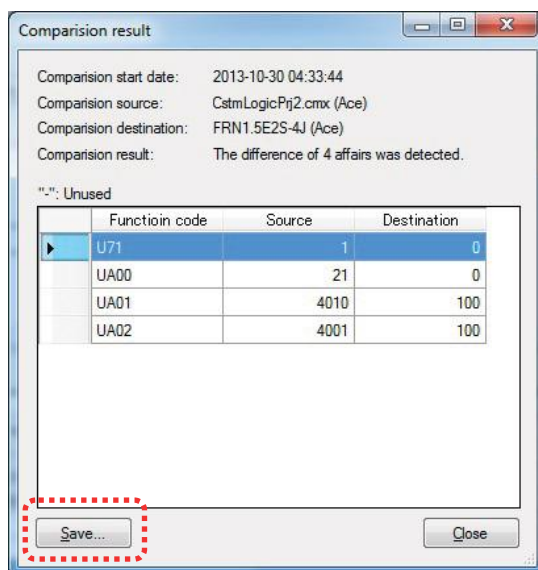 Comparision result
Comparision start date: 2013-10-30 04:33:44
Comparision source: CstmLogicPrj2.cmx (Ace)
Comparision destination: FRN1.5E2S-4J (Ace)
Comparision result: The difference of 4 affairs was detected.
"-": Unused
Functioin code Source Destination
U71 1 0
UA00 21 0
UA01 4010 100
UA02 4001 100
Save... Close